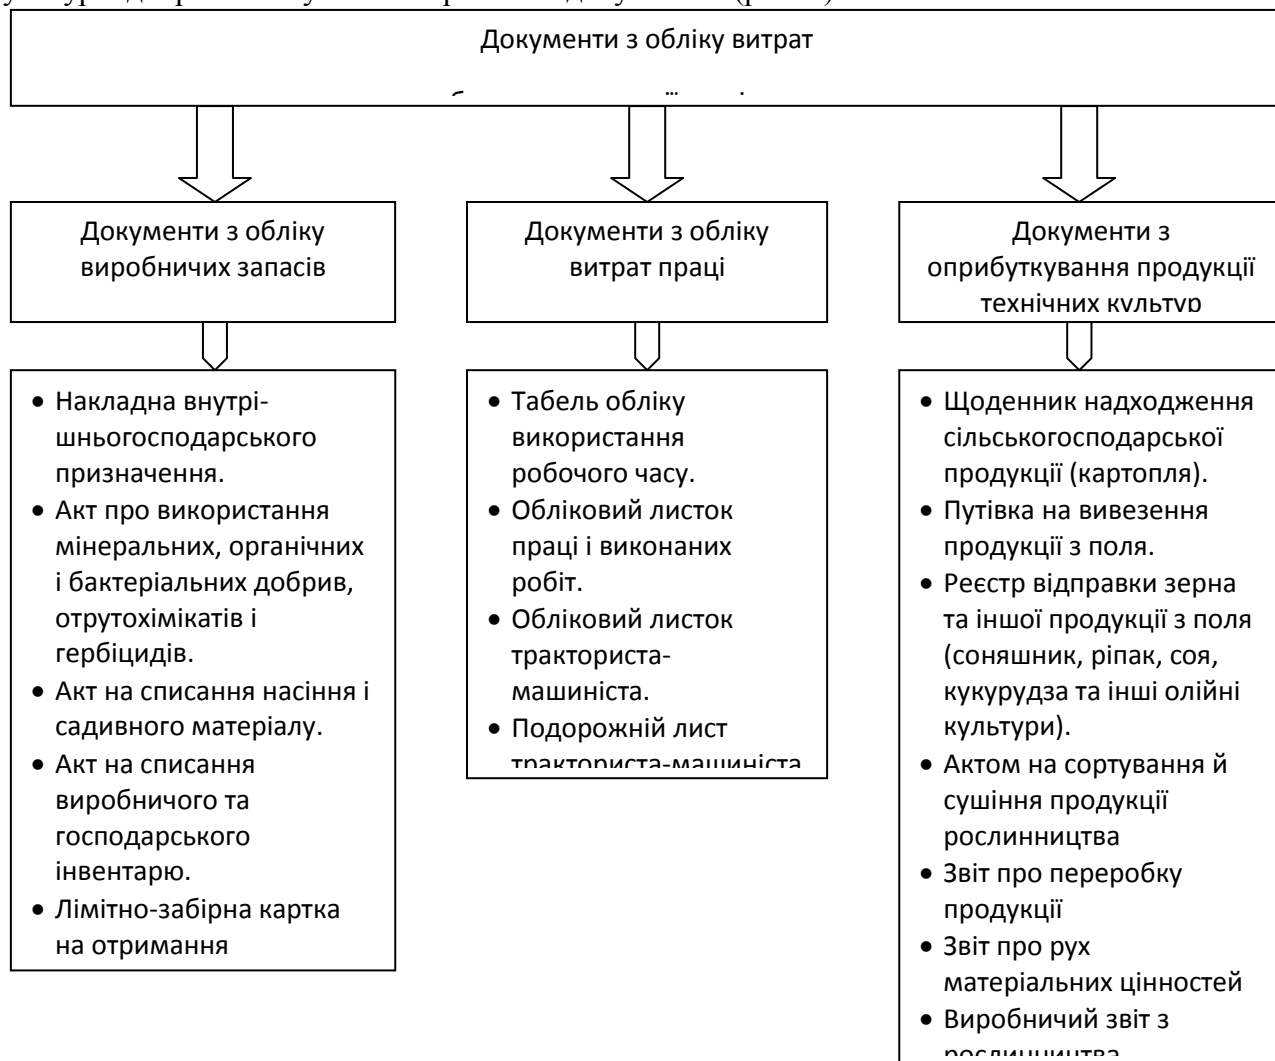 Документи з обліку витрат
Документи з обліку
виробничих запасів
Документи з обліку
витрат праці
Документи з
оприбуткування продукції
технічних культур
• Накладна внутрі-
шньогосподарського
призначення.
• Акт про використання
мінеральних, органічних
і бактеріальних добрив,
отрутохімікатів і
гербіцидів.
• Акт на списання насіння і
садивного матеріалу.
• Акт на списання
виробничого та
господарського
інвентарю.
• Лімітно-забірна картка
на отримання
• Табель обліку
використання
робочого часу.
• Обліковий листок
праці і виконаних
робіт.
• Обліковий листок
тракториста-
машиніста.
• Подорожній лист
тракториста-машиніста
• Щоденник надходження
сільськогосподарської
продукції (картопля).
• Путівка на вивезення
продукції з поля.
• Реєстр відправки зерна
та іншої продукції з поля
(соняшник, ріпак, соя,
кукурудза та інші олійні
культури).
• Актом на сортування й
сушіння продукції
рослинництва
• Звіт про переробку
продукції
• Звіт про рух
матеріальних цінностей
• Виробничий звіт з
рослинництва